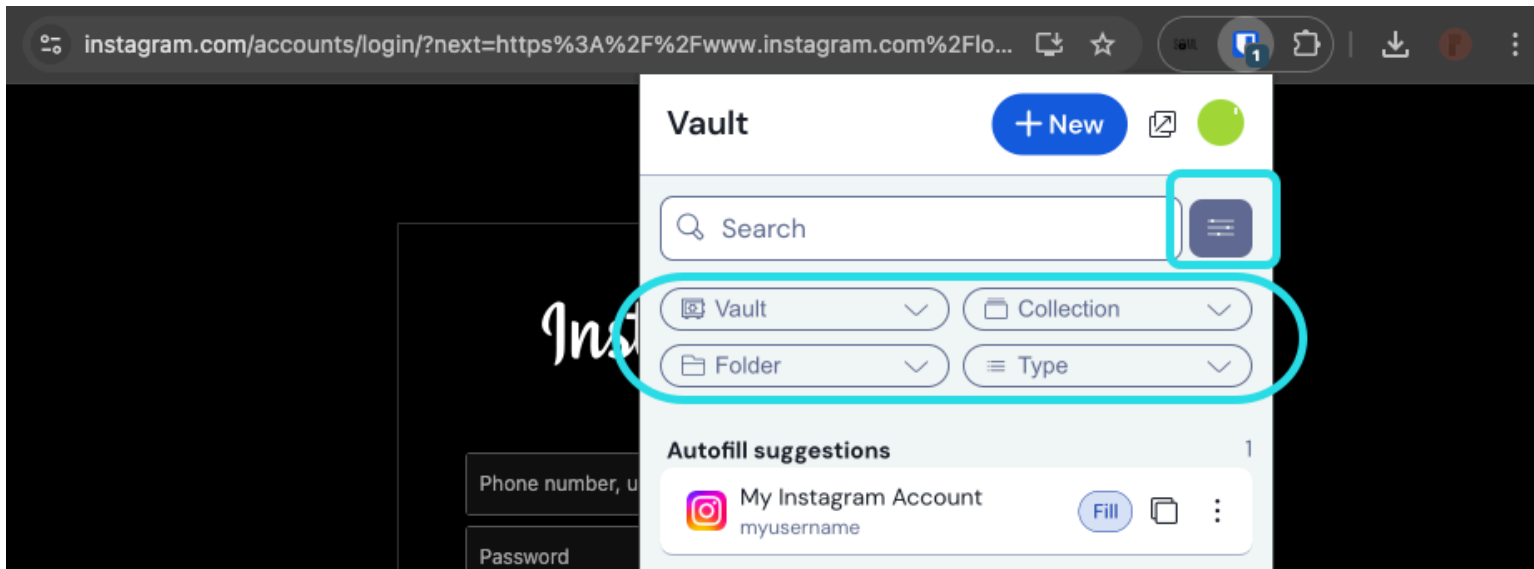 instagram.com/accounts/login/?next=https%3A%2F%2Fwww.instagram.com%2Flo...
1
Vault
New
Search
Vault
Collection
Folder
Type
Autofill suggestions 1
My Instagram Account
myusername
Fill
Inst
Phone number, u
Password